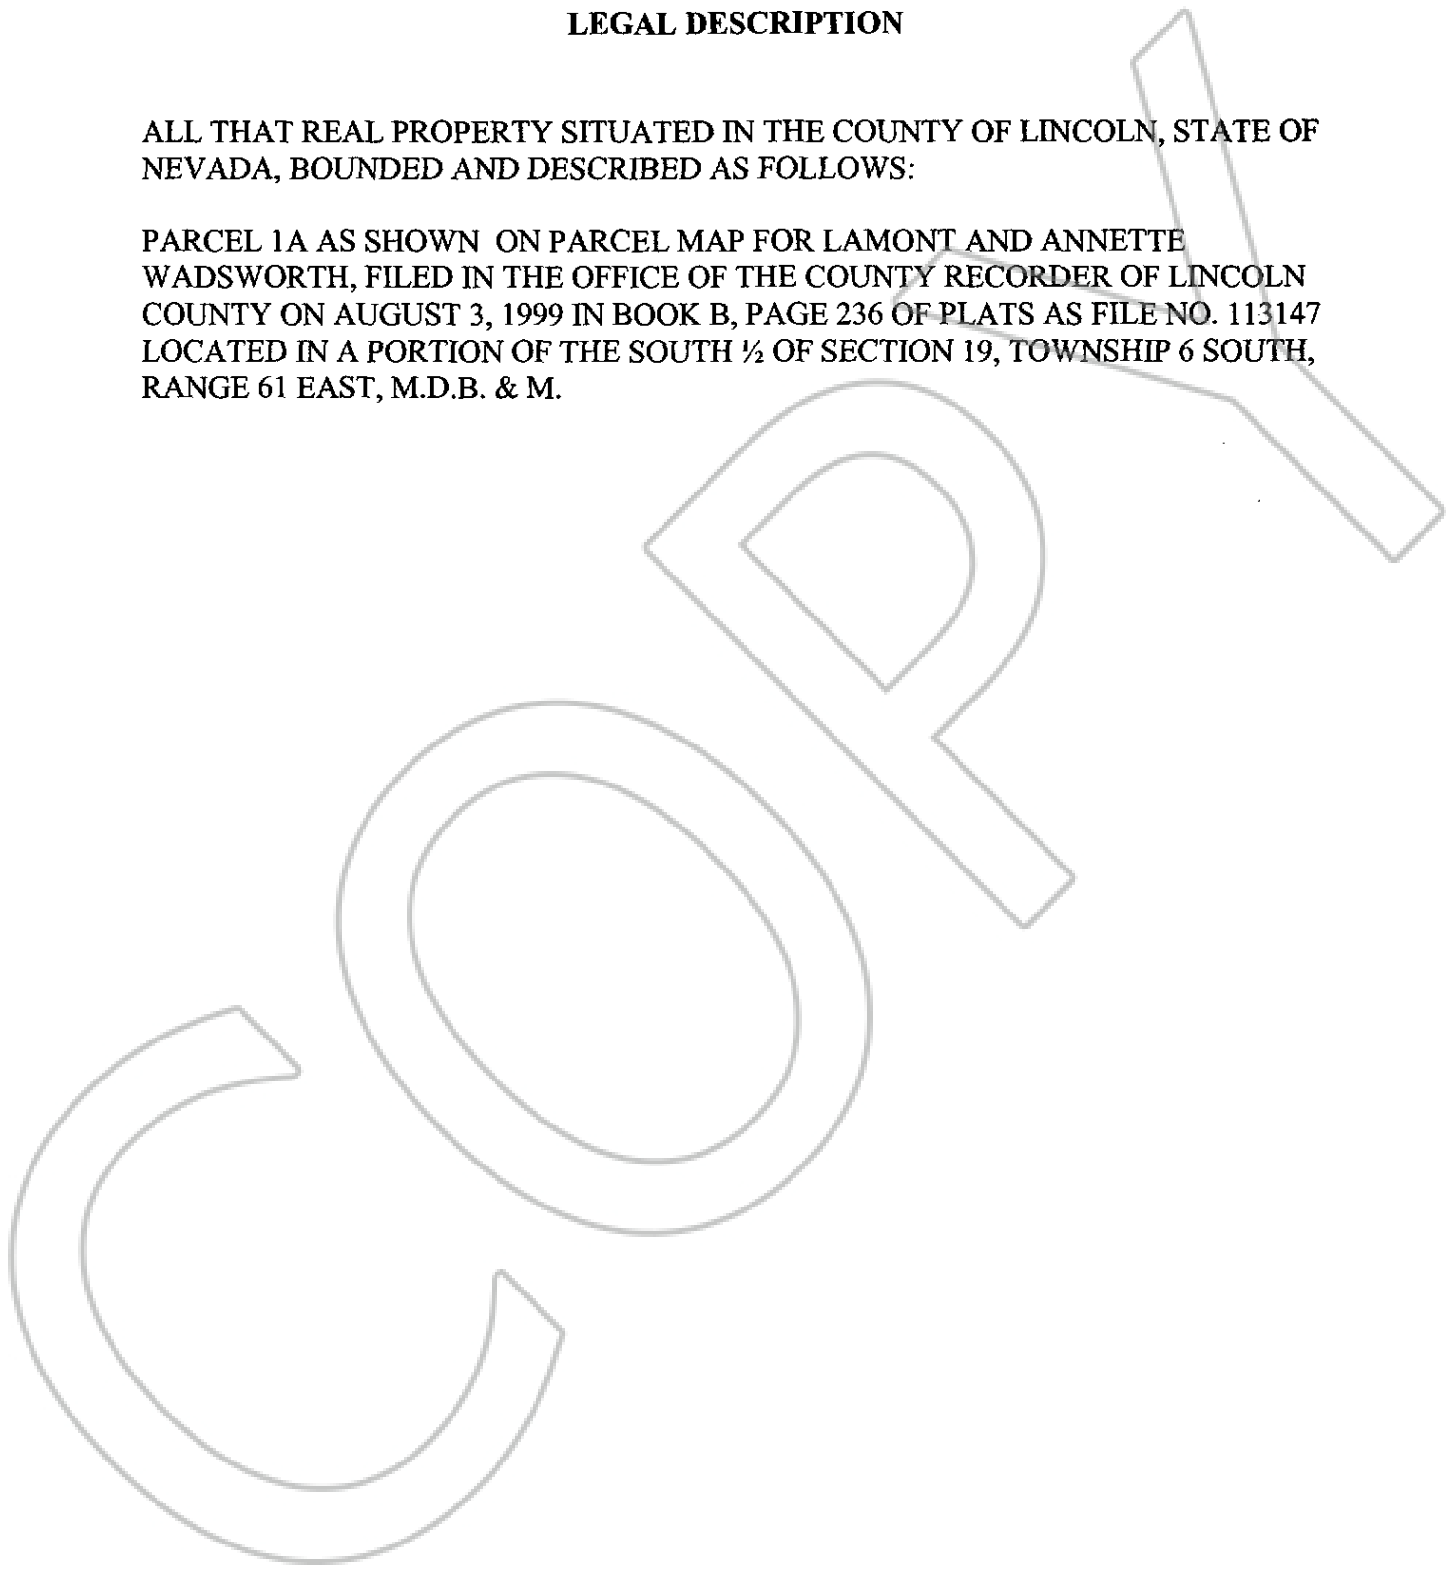 LEGAL DESCRIPTION
ALL THAT REAL PROPERTY SITUATED IN THE COUNTY OF LINCOLN, STATE OF
NEVADA, BOUNDED AND DESCRIBED AS FOLLOWS:
PARCEL 1A AS SHOWN ON PARCEL MAP FOR LAMONT AND ANNETTE
WADSWORTH, FILED IN THE OFFICE OF THE COUNTY RECORDER OF LINCOLN
COUNTY ON AUGUST 3, 1999 IN BOOK B, PAGE 236 OF PLATS AS FILE NO. 113147
LOCATED IN A PORTION OF THE SOUTH ½ OF SECTION 19, TOWNSHIP 6 SOUTH,
RANGE 61 EAST, M.D.B. & M.
COPY